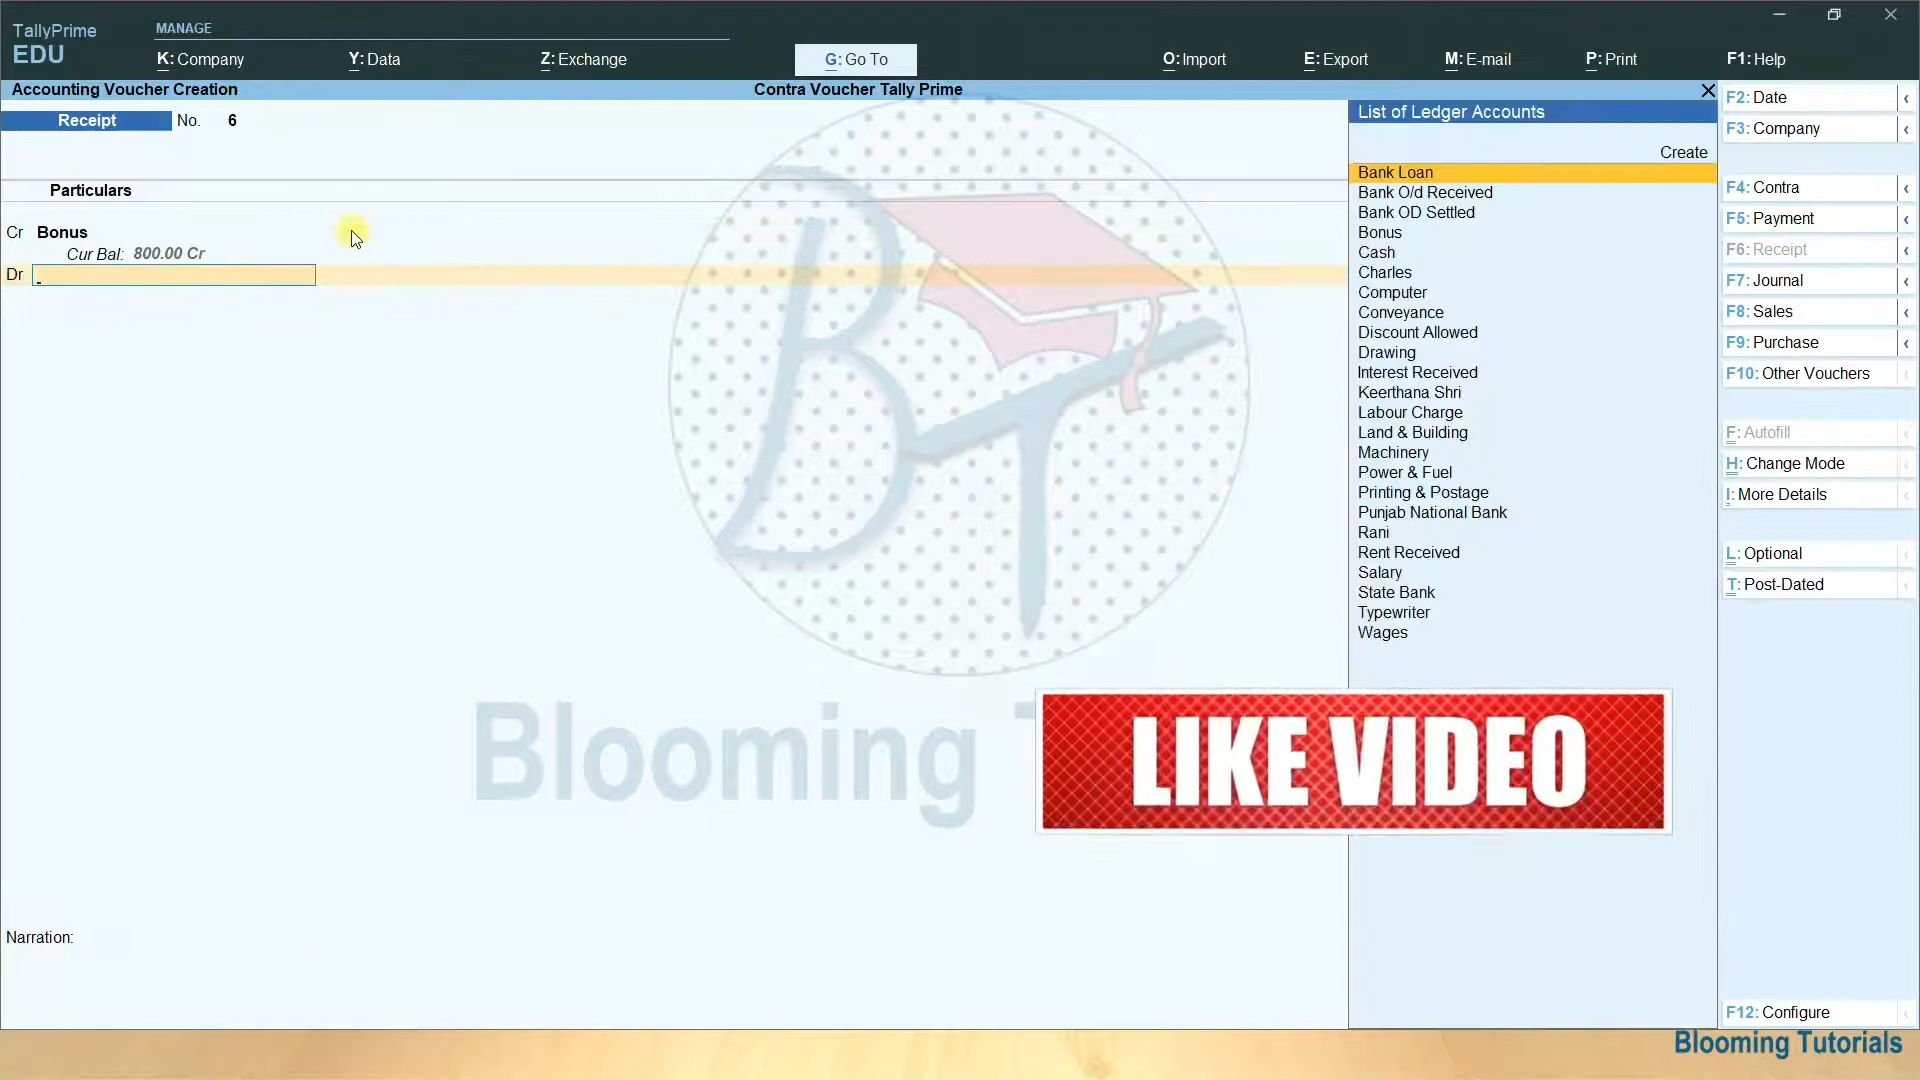 TallyPrime
EDU
MANAGE
K: Company
Y: Data
Z: Exchange
G: Go To
O: Import
E: Export
M: E-mail
P: Print
F1: Help
Accounting Voucher Creation
Contra Voucher Tally Prime
Receipt No. 6
Particulars
Cr Bonus
Cur Bal: 800.00 Cr
Dr
List of Ledger Accounts
Create
Bank Loan
Bank O/d Received
Bank OD Settled
Bonus
Cash
Charles
Computer
Conveyance
Discount Allowed
Drawing
Interest Received
Keerthana Shri
Labour Charge
Land & Building
Machinery
Power & Fuel
Printing & Postage
Punjab National Bank
Rani
Rent Received
Salary
State Bank
Typewriter
Wages
F2: Date
F3: Company
F4: Contra
F5: Payment
F6: Receipt
F7: Journal
F8: Sales
F9: Purchase
F10: Other Vouchers
F: Autofill
H: Change Mode
I: More Details
L: Optional
T: Post-Dated
F12: Configure
BT
Blooming T
LIKE VIDEO
Narration:
Blooming Tutorials